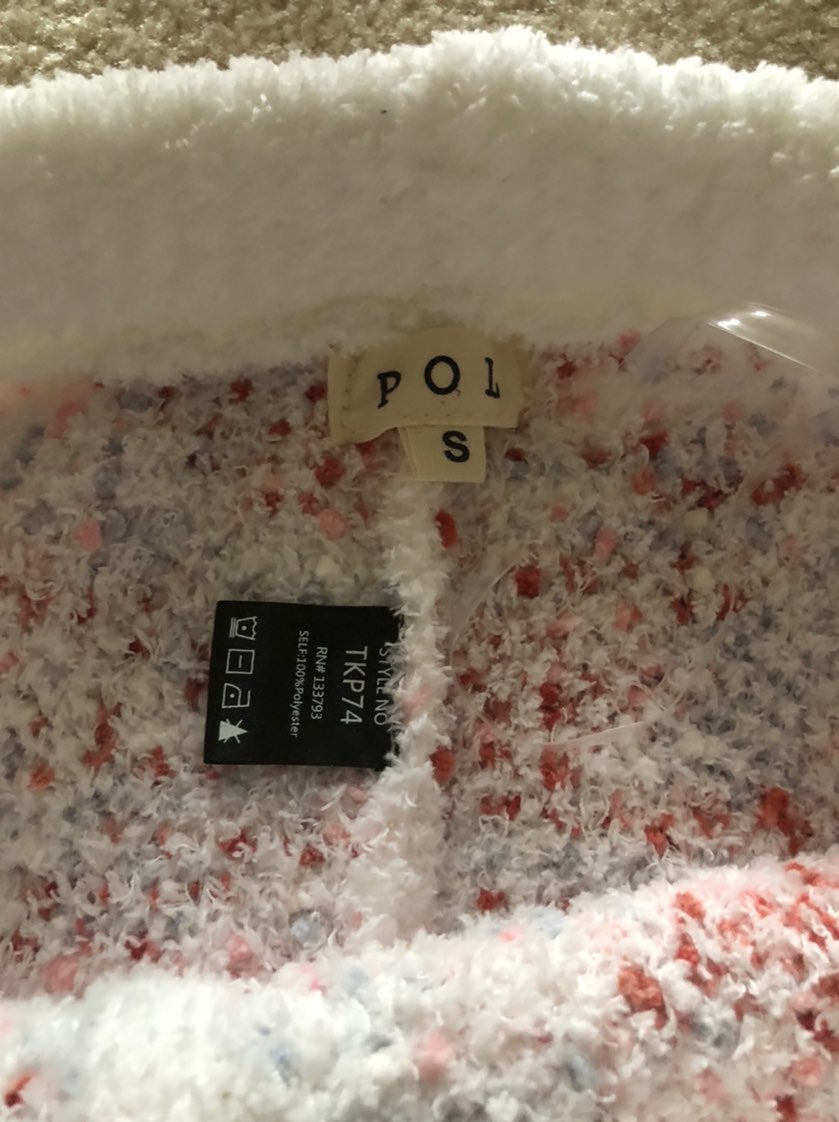 POL
S
STYLE NO
TKP74
RN# 133793
SELF:100%Polyester